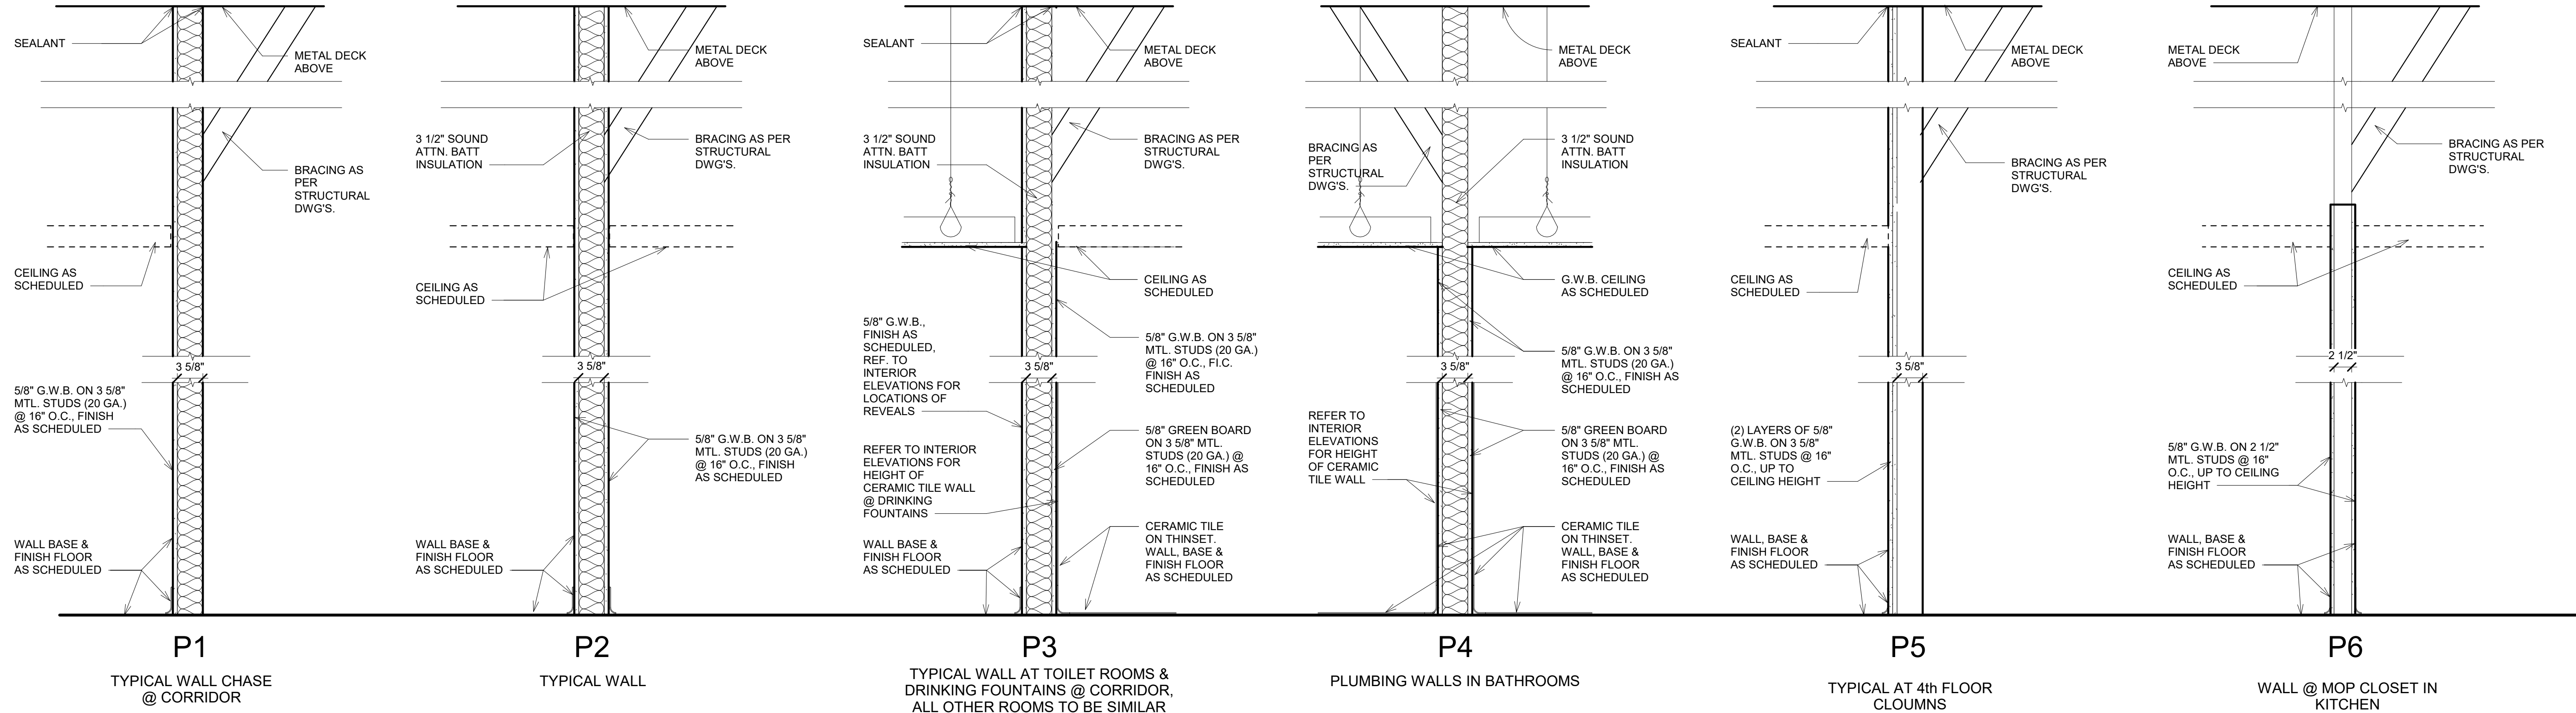 SEALANT
METAL DECK
ABOVE
BRACING AS
PER
STRUCTURAL
DWG'S.
CEILING AS
SCHEDULED
3 5/8"
5/8" G.W.B. ON 3 5/8"
MTL. STUDS (20 GA.)
@ 16" O.C., FINISH
AS SCHEDULED
WALL BASE &
FINISH FLOOR
AS SCHEDULED
P1
TYPICAL WALL CHASE
@ CORRIDOR
METAL DECK
ABOVE
3 1/2" SOUND
ATTN. BATT
INSULATION
BRACING AS PER
STRUCTURAL
DWG'S.
CEILING AS
SCHEDULED
3 5/8"
5/8" G.W.B. ON 3 5/8"
MTL. STUDS (20 GA.)
@ 16" O.C., FINISH
AS SCHEDULED
WALL BASE &
FINISH FLOOR
AS SCHEDULED
P2
TYPICAL WALL
SEALANT
METAL DECK
ABOVE
3 1/2" SOUND
ATTN. BATT
INSULATION
BRACING AS PER
STRUCTURAL
DWG'S.
CEILING AS
SCHEDULED
5/8" G.W.B.,
FINISH AS
SCHEDULED,
REF. TO
INTERIOR
ELEVATIONS FOR
LOCATIONS OF
REVEALS
5/8" G.W.B. ON 3 5/8"
MTL. STUDS (20 GA.)
@ 16" O.C., F.I.C.
FINISH AS
SCHEDULED
3 5/8"
REFER TO INTERIOR
ELEVATIONS FOR
HEIGHT OF
CERAMIC TILE WALL
@ DRINKING
FOUNTAINS
5/8" GREEN BOARD
ON 3 5/8" MTL.
STUDS (20 GA.) @
16" O.C., FINISH AS
SCHEDULED
WALL BASE &
FINISH FLOOR
AS SCHEDULED
CERAMIC TILE
ON THINSET.
WALL, BASE &
FINISH FLOOR
AS SCHEDULED
P3
TYPICAL WALL AT TOILET ROOMS &
DRINKING FOUNTAINS @ CORRIDOR,
ALL OTHER ROOMS TO BE SIMILAR
METAL DECK
ABOVE
BRACING AS
PER
STRUCTURAL
DWG'S.
3 1/2" SOUND
ATTN. BATT
INSULATION
G.W.B. CEILING
AS SCHEDULED
3 5/8"
5/8" G.W.B. ON 3 5/8"
MTL. STUDS (20 GA.)
@ 16" O.C., FINISH AS
SCHEDULED
REFER TO
INTERIOR
ELEVATIONS
FOR HEIGHT
OF CERAMIC
TILE WALL
5/8" GREEN BOARD
ON 3 5/8" MTL.
STUDS (20 GA.) @
16" O.C., FINISH AS
SCHEDULED
CERAMIC TILE
ON THINSET.
WALL, BASE &
FINISH FLOOR
AS SCHEDULED
P4
PLUMBING WALLS IN BATHROOMS
SEALANT
METAL DECK
ABOVE
BRACING AS PER
STRUCTURAL
DWG'S.
CEILING AS
SCHEDULED
3 5/8"
(2) LAYERS OF 5/8"
G.W.B. ON 3 5/8"
MTL. STUDS @ 16"
O.C., UP TO
CEILING HEIGHT
WALL, BASE &
FINISH FLOOR
AS SCHEDULED
P5
TYPICAL AT 4th FLOOR
CLOUMNS
METAL DECK
ABOVE
BRACING AS PER
STRUCTURAL
DWG'S.
CEILING AS
SCHEDULED
2 1/2"
5/8" G.W.B. ON 2 1/2"
MTL. STUDS @ 16"
O.C., UP TO CEILING
HEIGHT
WALL, BASE &
FINISH FLOOR
AS SCHEDULED
P6
WALL @ MOP CLOSET IN
KITCHEN